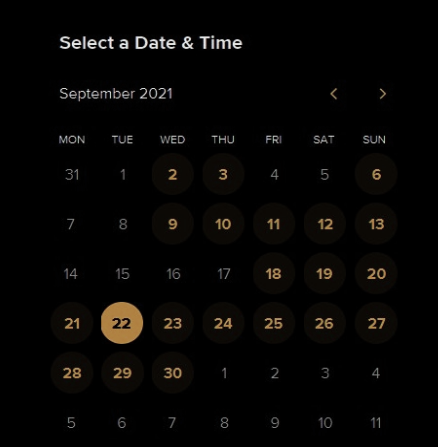 Select a Date & Time
September 2021
MON TUE WED THU FRI SAT SUN
31 1 2 3 4 5 6
7 8 9 10 11 12 13
14 15 16 17 18 19 20
21 22 23 24 25 26 27
28 29 30 1 2 3 4
5 6 7 8 9 10 11